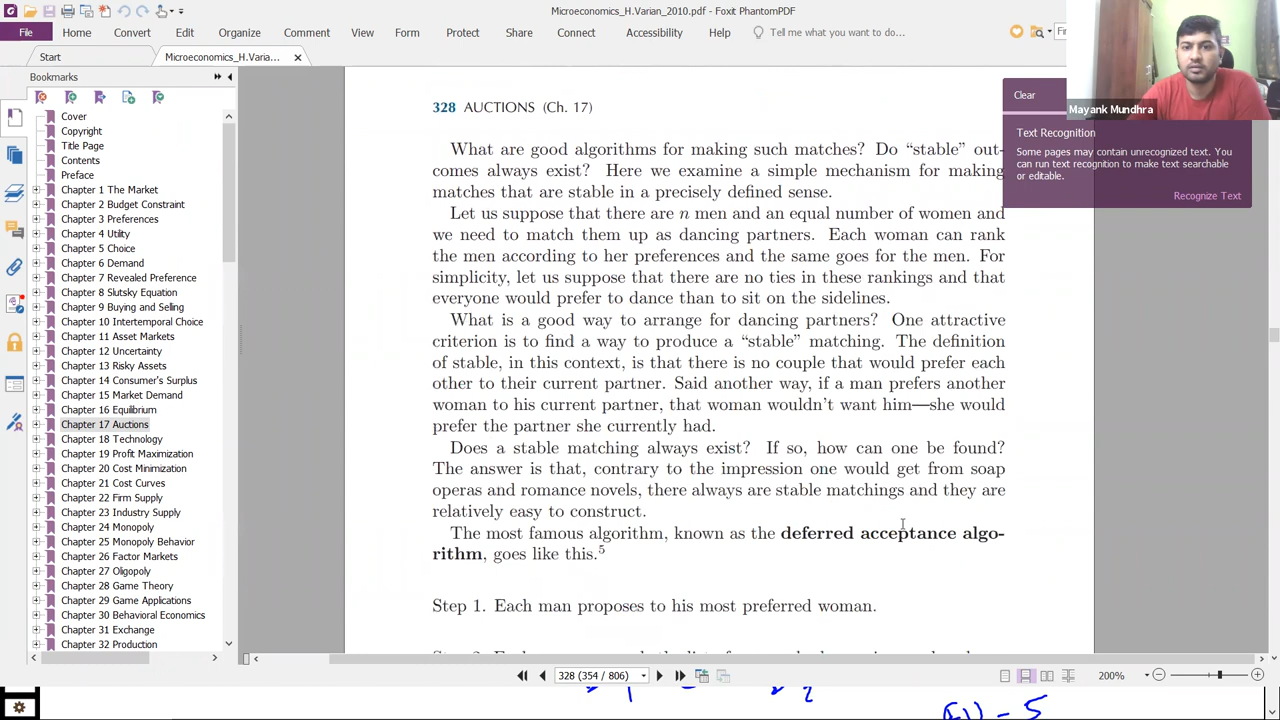 Microeconomics_H.Varian_2010.pdf - Foxit PhantomPDF
File Home Convert Edit Organize Comment View Form Protect Share Connect Accessibility Help Tell me what you want to do...
Start Microeconomics_H.Varia...
Bookmarks
Cover
Copyright
Title Page
Contents
Preface
Chapter 1 The Market
Chapter 2 Budget Constraint
Chapter 3 Preferences
Chapter 4 Utility
Chapter 5 Choice
Chapter 6 Demand
Chapter 7 Revealed Preference
Chapter 8 Slutsky Equation
Chapter 9 Buying and Selling
Chapter 10 Intertemporal Choice
Chapter 11 Asset Markets
Chapter 12 Uncertainty
Chapter 13 Risky Assets
Chapter 14 Consumer's Surplus
Chapter 15 Market Demand
Chapter 16 Equilibrium
Chapter 17 Auctions
Chapter 18 Technology
Chapter 19 Profit Maximization
Chapter 20 Cost Minimization
Chapter 21 Cost Curves
Chapter 22 Firm Supply
Chapter 23 Industry Supply
Chapter 24 Monopoly
Chapter 25 Monopoly Behavior
Chapter 26 Factor Markets
Chapter 27 Oligopoly
Chapter 28 Game Theory
Chapter 29 Game Applications
Chapter 30 Behavioral Economics
Chapter 31 Exchange
Chapter 32 Production
328 AUCTIONS (Ch. 17)
What are good algorithms for making such matches? Do “stable” out-
comes always exist? Here we examine a simple mechanism for making
matches that are stable in a precisely defined sense.
Let us suppose that there are n men and an equal number of women and
we need to match them up as dancing partners. Each woman can rank
the men according to her preferences and the same goes for the men. For
simplicity, let us suppose that there are no ties in these rankings and that
everyone would prefer to dance than to sit on the sidelines.
What is a good way to arrange for dancing partners? One attractive
criterion is to find a way to produce a “stable” matching. The definition
of stable, in this context, is that there is no couple that would prefer each
other to their current partner. Said another way, if a man prefers another
woman to his current partner, that woman wouldn't want him—she would
prefer the partner she currently had.
Does a stable matching always exist? If so, how can one be found?
The answer is that, contrary to the impression one would get from soap
operas and romance novels, there always are stable matchings and they are
relatively easy to construct.
The most famous algorithm, known as the deferred acceptance algo-
rithm, goes like this.5
Step 1. Each man proposes to his most preferred woman.
Clear
Mayank Mundhra
Text Recognition
Some pages may contain unrecognized text. You
can run text recognition to make text searchable
or editable.
Recognize Text
328 (354 / 806)
200%